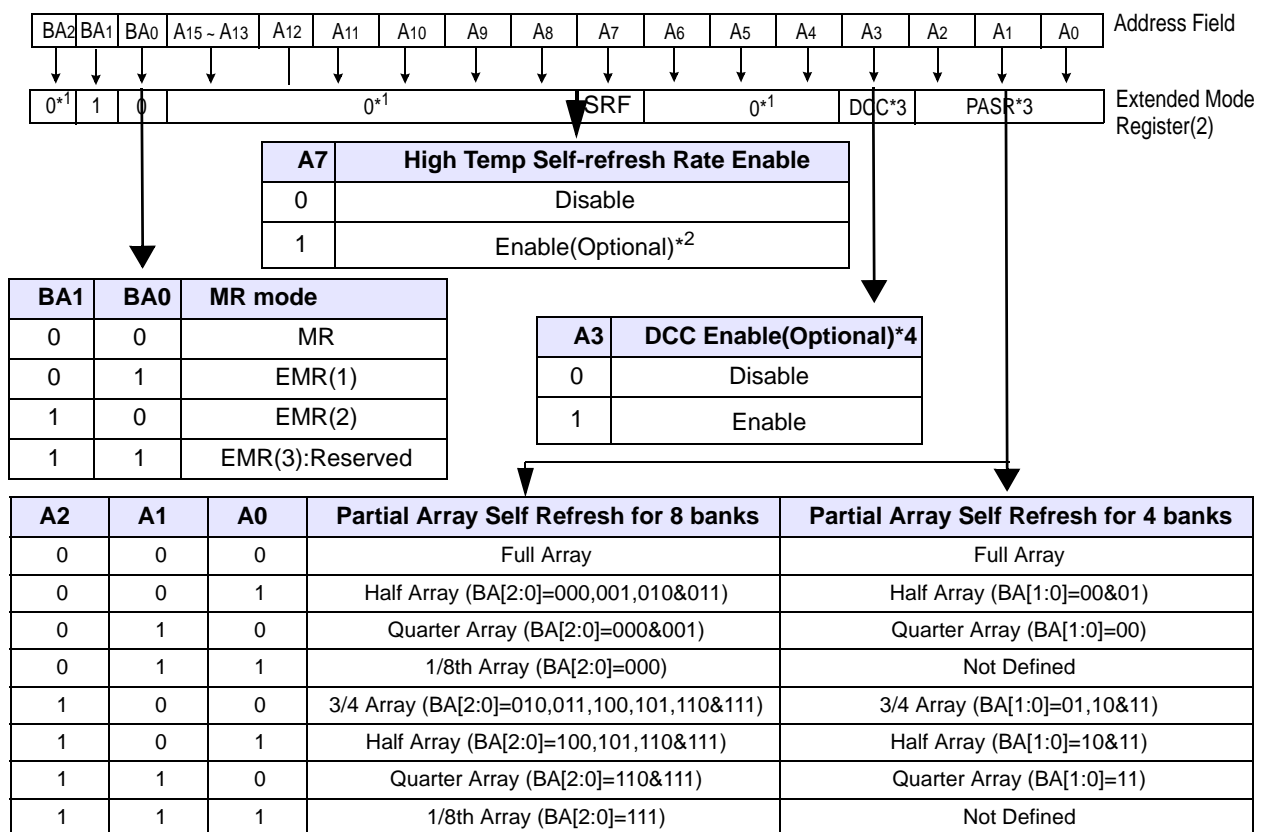 BA2 BA1 BA0 A15 ~ A13 A12 A11 A10 A9 A8 A7 A6 A5 A4 A3 A2 A1 A0 Address Field
0*1 1 0 0*1 SRF 0*1 DCC*3 PASR*3 Extended Mode
Register(2)
A7 High Temp Self-refresh Rate Enable
0 Disable
1 Enable(Optional)*2
BA1 BA0 MR mode
0 0 MR
0 1 EMR(1)
1 0 EMR(2)
1 1 EMR(3):Reserved
A3 DCC Enable(Optional)*4
0 Disable
1 Enable
A2 A1 A0 Partial Array Self Refresh for 8 banks Partial Array Self Refresh for 4 banks
0 0 0 Full Array Full Array
0 0 1 Half Array (BA[2:0]=000,001,010&011) Half Array (BA[1:0]=00&01)
0 1 0 Quarter Array (BA[2:0]=000&001) Quarter Array (BA[1:0]=00)
0 1 1 1/8th Array (BA[2:0]=000) Not Defined
1 0 0 3/4 Array (BA[2:0]=010,011,100,101,110&111) 3/4 Array (BA[1:0]=01,10&11)
1 0 1 Half Array (BA[2:0]=100,101,110&111) Half Array (BA[1:0]=10&11)
1 1 0 Quarter Array (BA[2:0]=110&111) Quarter Array (BA[1:0]=11)
1 1 1 1/8th Array (BA[2:0]=111) Not Defined